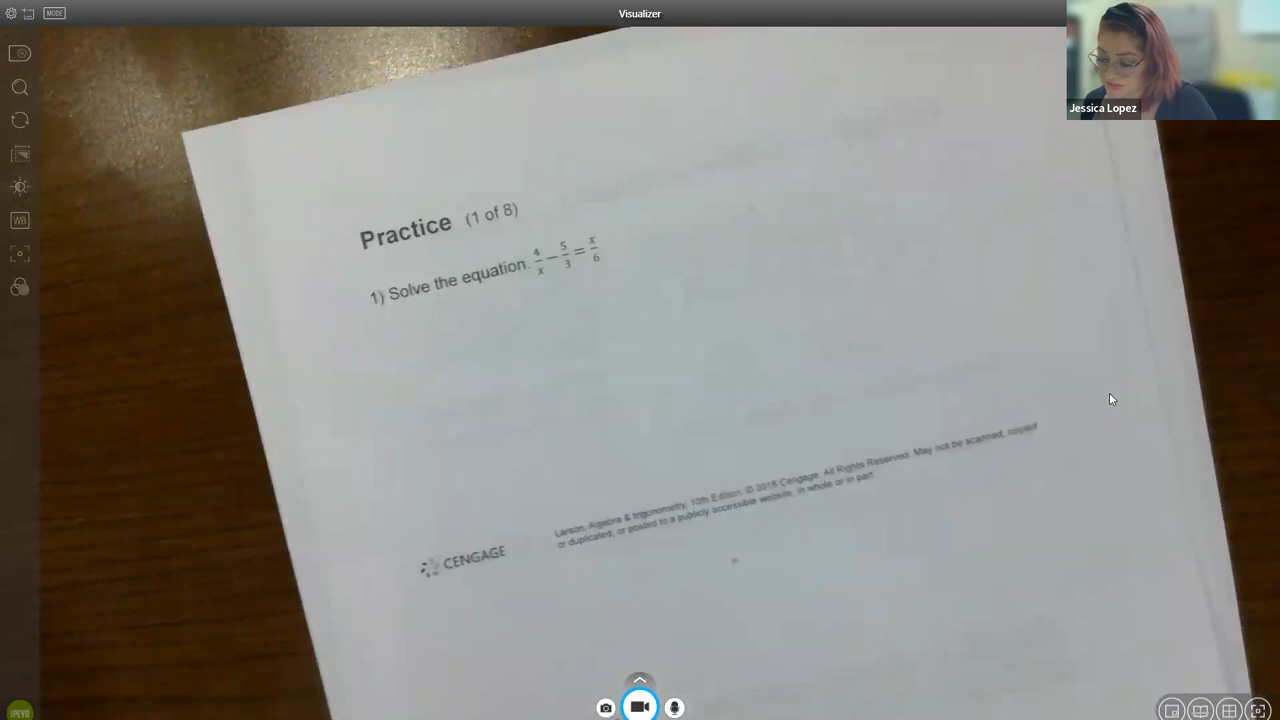 MODE
Visualizer
Jessica Lopez
WB
Practice (1 of 8)
1) Solve the equation. 4/x − 5/3 = x/6
Larson, Algebra & trigonometry, 10th Edition. © 2018 Cengage. All Rights Reserved. May not be scanned, copied
or duplicated, or posted to a publicly accessible website, in whole or in part.
CENGAGE
IPEVO